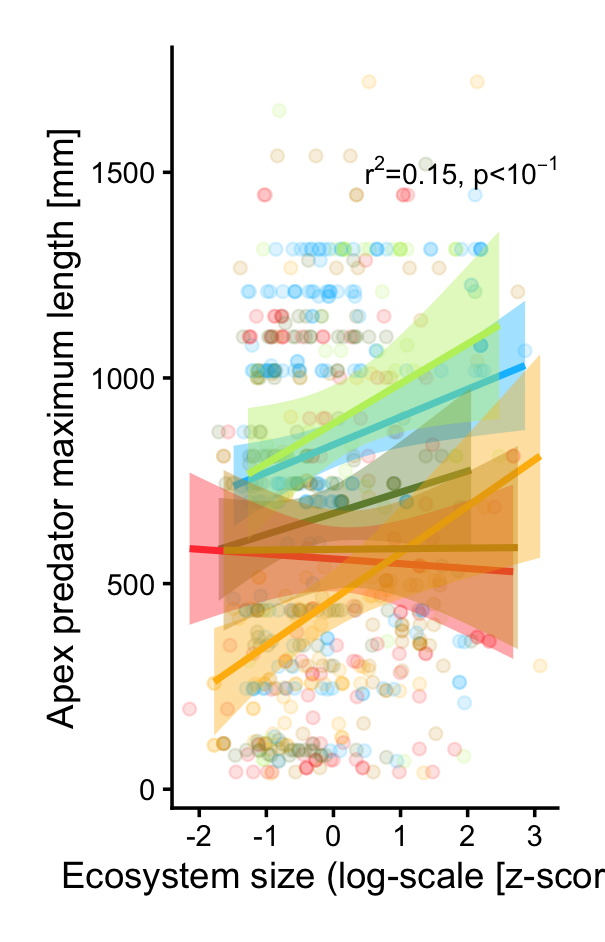 Apex predator maximum length [mm]
1500
1000
500
0
r²=0.15, p<10⁻¹
-2 -1 0 1 2 3
Ecosystem size (log-scale [z-scor